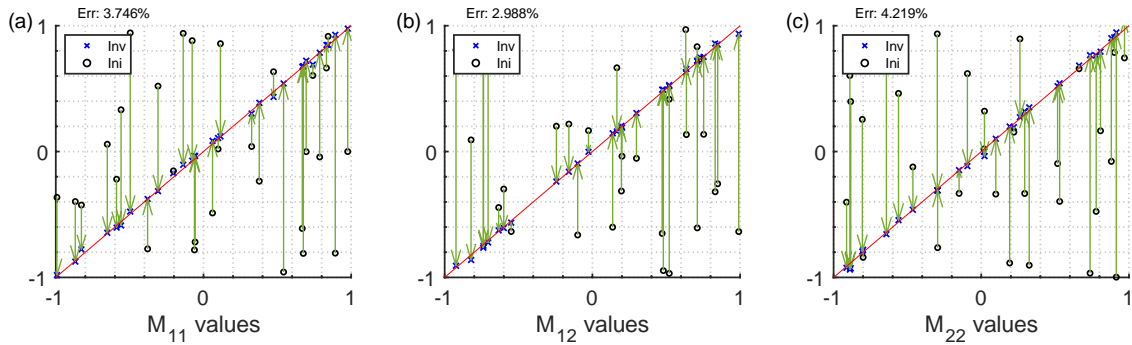 (a) Err: 3.746%
1
Inv
Ini
0
-1
-1 0 1
M11 values
(b) Err: 2.988%
1
Inv
Ini
0
-1
-1 0 1
M12 values
(c) Err: 4.219%
1
Inv
Ini
0
-1
-1 0 1
M22 values